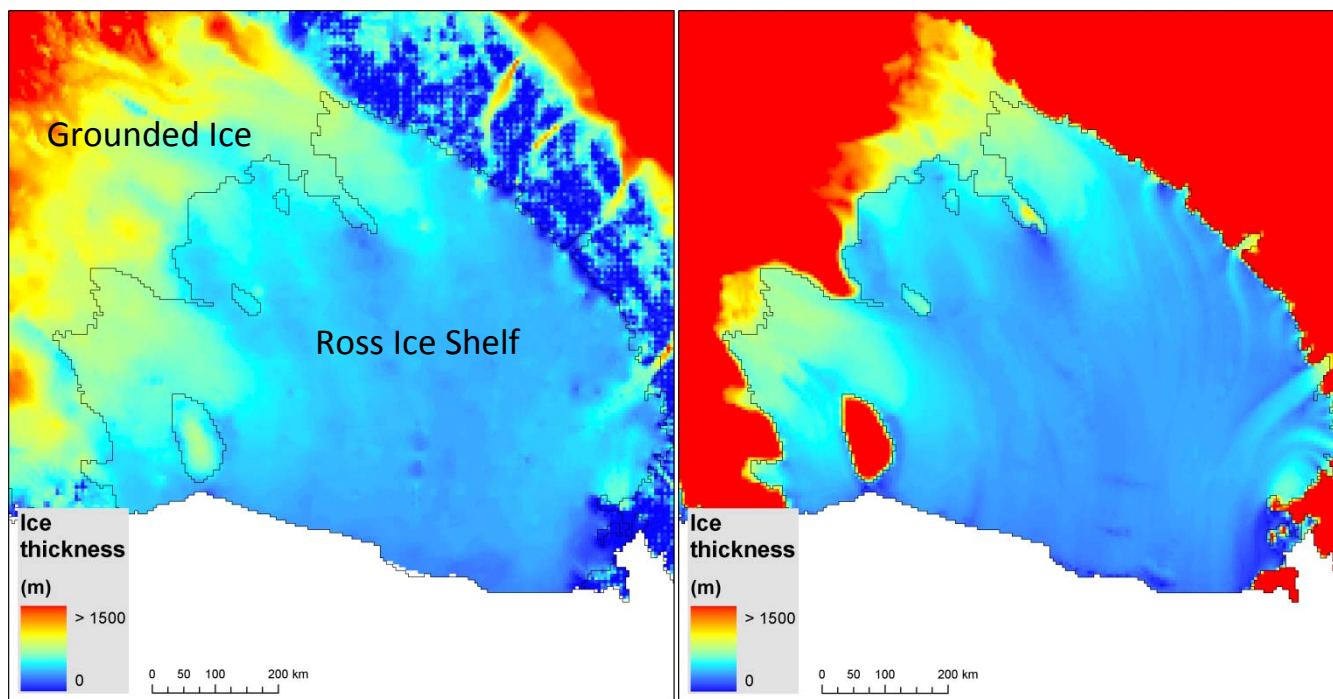 Grounded Ice
Ross Ice Shelf
Ice
thickness
(m)
> 1500
0
0 50 100 200 km
Ice
thickness
(m)
> 1500
0
0 50 100 200 km